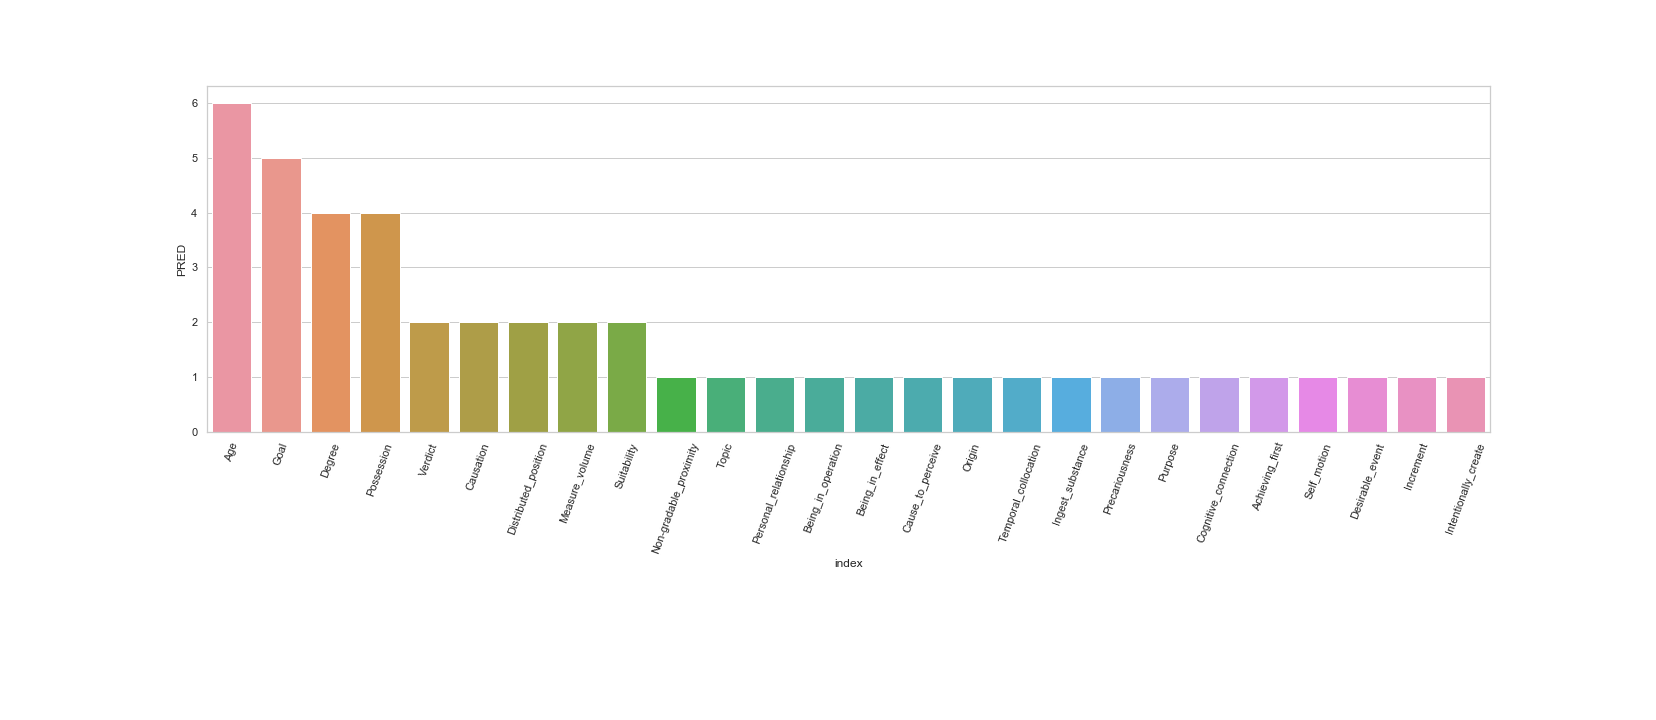 6
5
4
3
2
1
0
PRED
Age
Goal
Degree
Possession
Verdict
Causation
Distributed_position
Measure_volume
Suitability
Non-gradable_proximity
Topic
Personal_relationship
Being_in_operation
Being_in_effect
Cause_to_perceive
Origin
Temporal_collocation
Ingest_substance
Precariousness
Purpose
Cognitive_connection
Achieving_first
Self_motion
Desirable_event
Increment
Intentionally_create
index